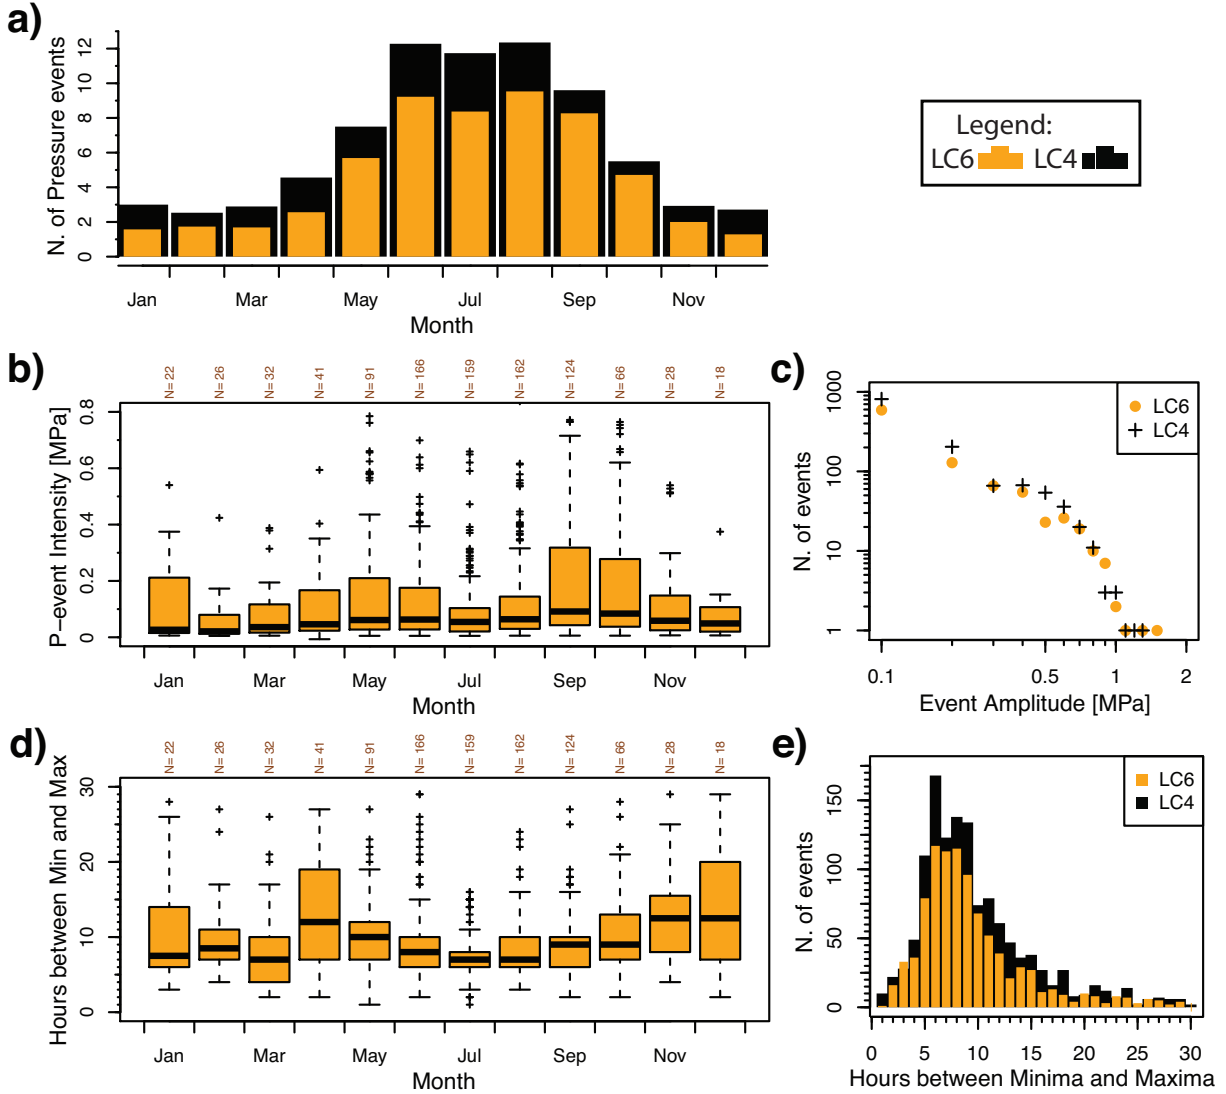 a)
N. of Pressure events
12
10
8
6
4
2
0
Jan Mar May Jul Sep Nov
Month
Legend:
LC6 LC4
b)
N= 22 N= 26 N= 32 N= 41 N= 91 N= 166 N= 159 N= 162 N= 124 N= 66 N= 28 N= 18
P−event Intensity [MPa]
0.8
0.6
0.4
0.2
0
Jan Mar May Jul Sep Nov
Month
c)
N. of events
1000
100
10
1
LC6
LC4
0.1 0.5 1 2
Event Amplitude [MPa]
d)
N= 22 N= 26 N= 32 N= 41 N= 91 N= 166 N= 159 N= 162 N= 124 N= 66 N= 28 N= 18
Hours between Min and Max
30
20
10
0
Jan Mar May Jul Sep Nov
Month
e)
N. of events
150
100
50
0
LC6
LC4
0 5 10 15 20 25 30
Hours between Minima and Maxima